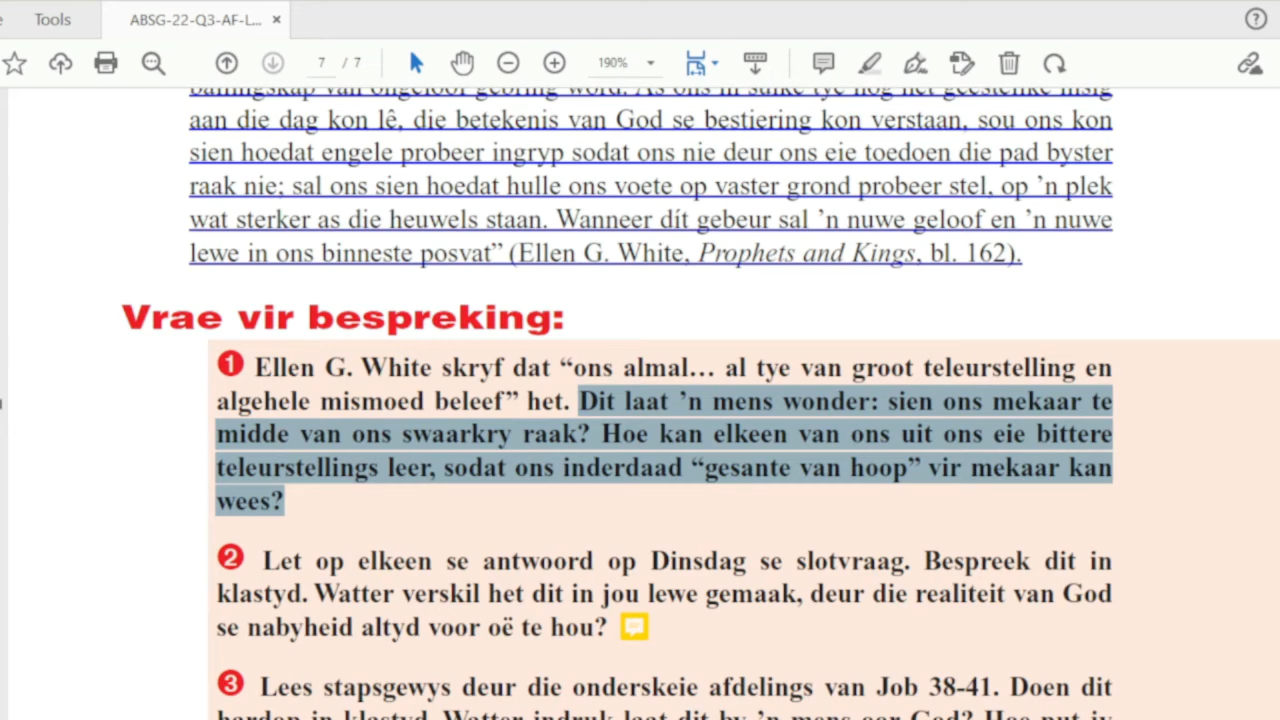 Tools
ABSG-22-Q3-AF-L... ×
7 / 7
190%
aan die dag kon lê, die betekenis van God se bestiering kon verstaan, sou ons kon
sien hoedat engele probeer ingryp sodat ons nie deur ons eie toedoen die pad byster
raak nie; sal ons sien hoedat hulle ons voete op vaster grond probeer stel, op ’n plek
wat sterker as die heuwels staan. Wanneer dít gebeur sal ’n nuwe geloof en ’n nuwe
lewe in ons binneste posvat” (Ellen G. White, Prophets and Kings, bl. 162).
Vrae vir bespreking:
1 Ellen G. White skryf dat “ons almal… al tye van groot teleurstelling en
algehele mismoed beleef” het. Dit laat ’n mens wonder: sien ons mekaar te
midde van ons swaarkry raak? Hoe kan elkeen van ons uit ons eie bittere
teleurstellings leer, sodat ons inderdaad “gesante van hoop” vir mekaar kan
wees?
2 Let op elkeen se antwoord op Dinsdag se slotvraag. Bespreek dit in
klastyd. Watter verskil het dit in jou lewe gemaak, deur die realiteit van God
se nabyheid altyd voor oë te hou?
3 Lees stapsgewys deur die onderskeie afdelings van Job 38-41. Doen dit